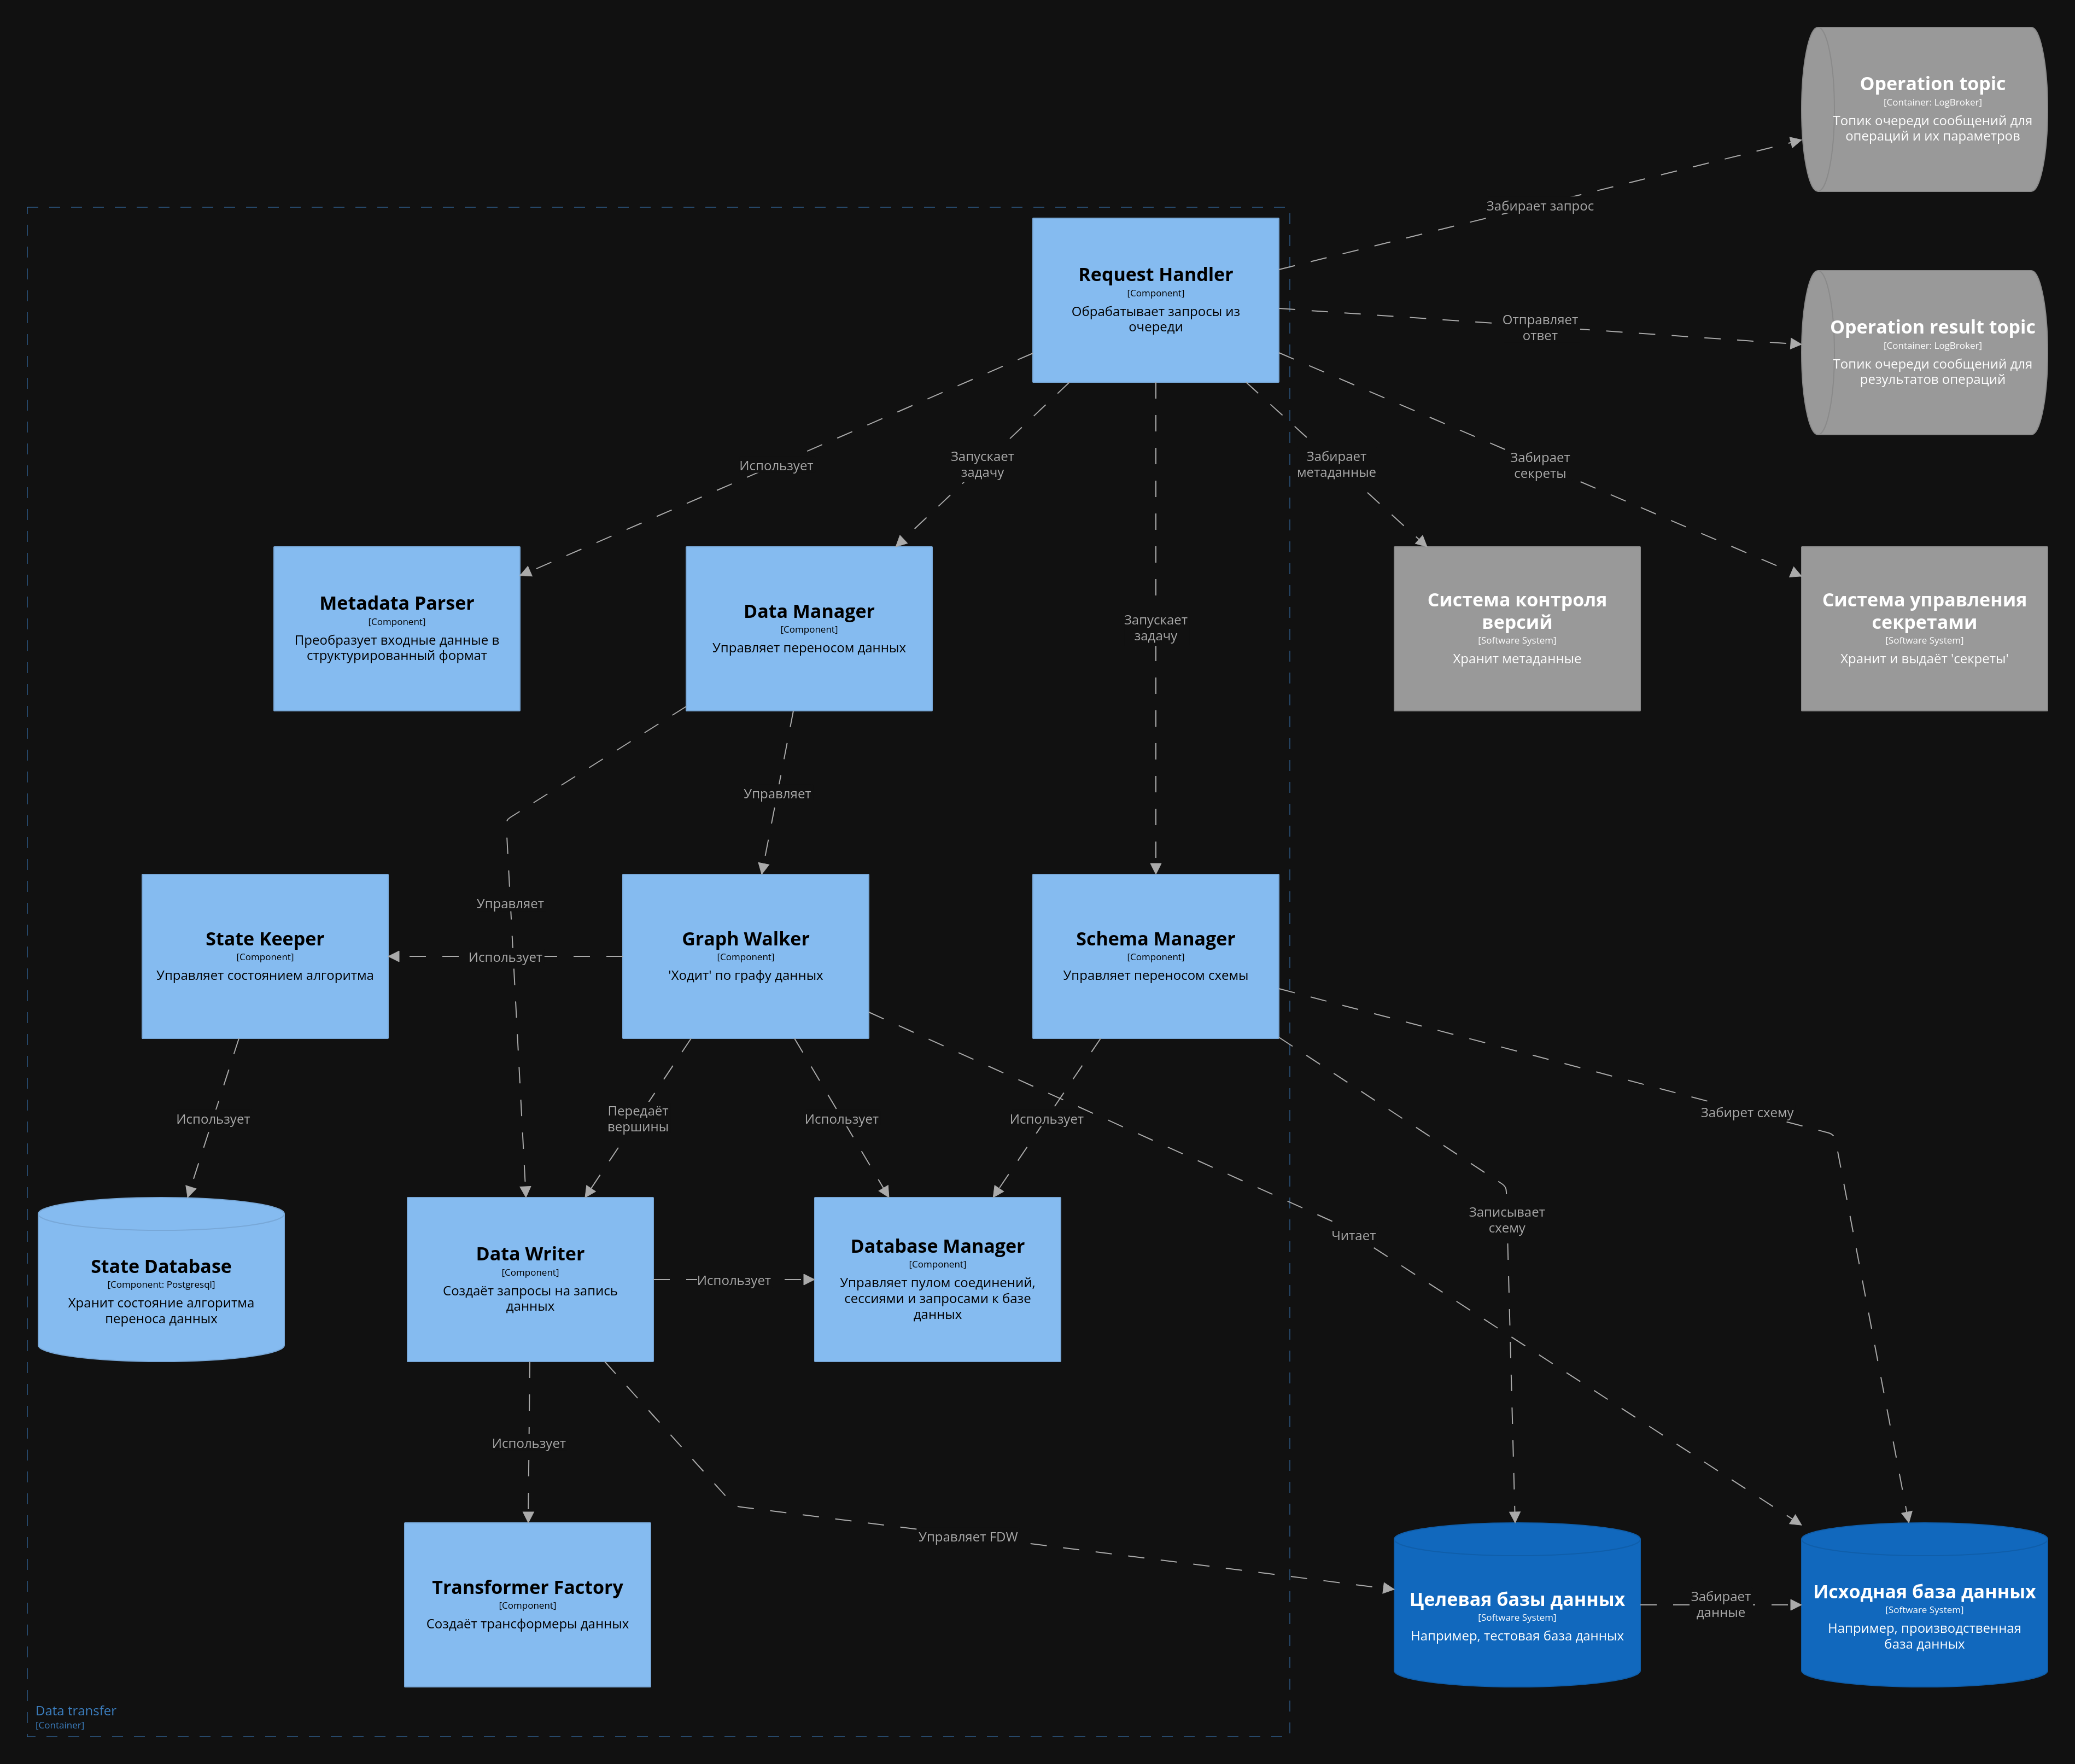 Operation topic
[Container: LogBroker]
Топик очереди сообщений для
операций и их параметров
Забирает запрос
Request Handler
[Component]
Обрабатывает запросы из
очереди
Отправляет
ответ
Operation result topic
[Container: LogBroker]
Топик очереди сообщений для
результатов операций
Использует
Запускает
задачу
Забирает
метаданные
Забирает
секреты
Metadata Parser
[Component]
Преобразует входные данные в
структурированный формат
Data Manager
[Component]
Управляет переносом данных
Запускает
задачу
Система контроля
версий
[Software System]
Хранит метаданные
Система управления
секретами
[Software System]
Хранит и выдаёт 'секреты'
Управляет
Управляет
State Keeper
[Component]
Управляет состоянием алгоритма
Использует
Graph Walker
[Component]
'Ходит' по графу данных
Schema Manager
[Component]
Управляет переносом схемы
Использует
Передаёт
вершины
Использует
Использует
Забирет схему
Записывает
схему
Читает
State Database
[Component: Postgresql]
Хранит состояние алгоритма
переноса данных
Data Writer
[Component]
Создаёт запросы на запись
данных
Использует
Database Manager
[Component]
Управляет пулом соединений,
сессиями и запросами к базе
данных
Использует
Управляет FDW
Transformer Factory
[Component]
Создаёт трансформеры данных
Целевая базы данных
[Software System]
Например, тестовая база данных
Забирает
данные
Исходная база данных
[Software System]
Например, производственная
база данных
Data transfer
[Container]